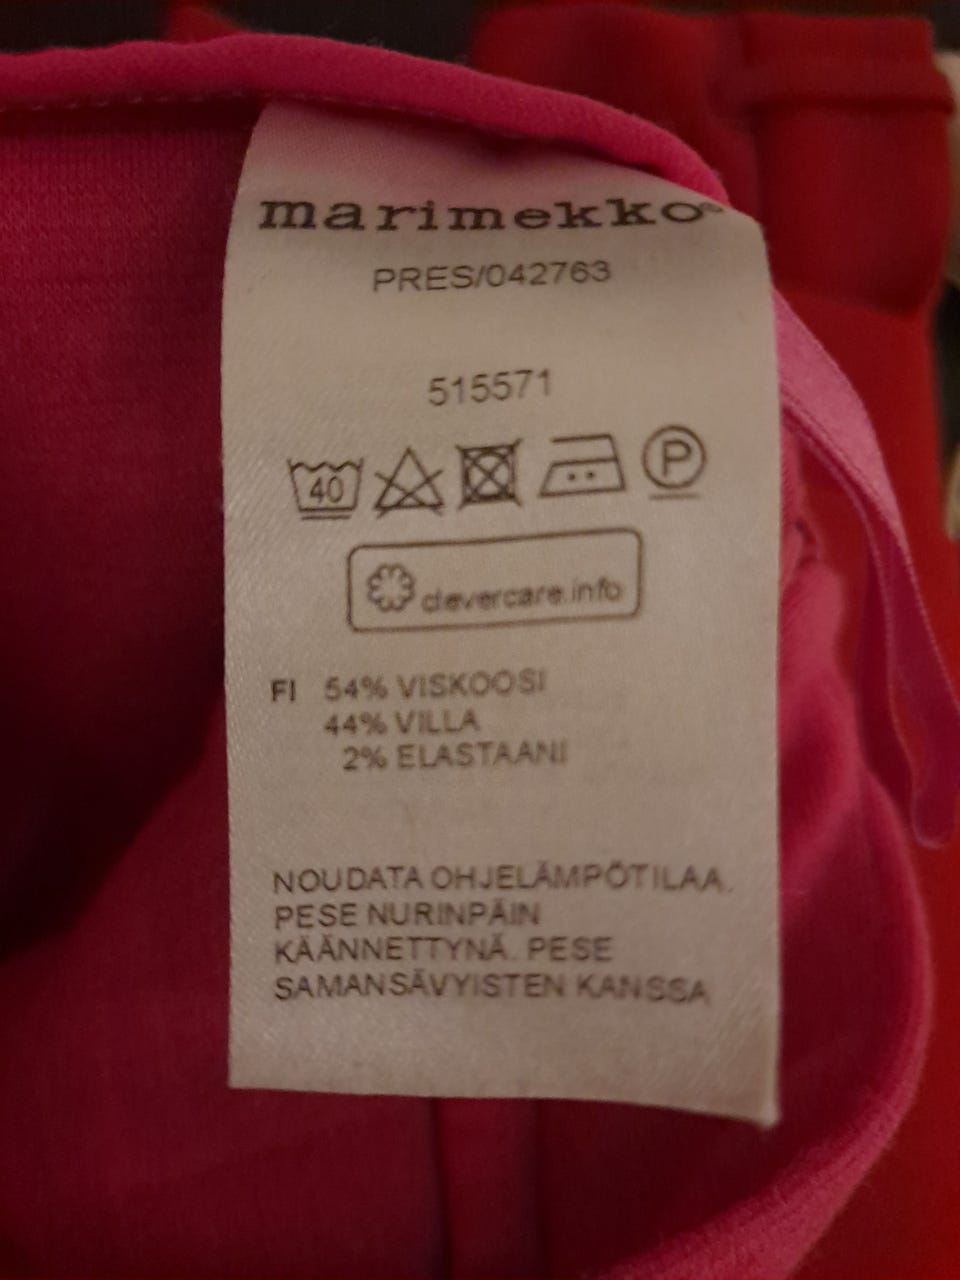 marimekko®
PRES/042763
515571
40 P
clevercare.info
FI 54% VISKOOSI
44% VILLA
2% ELASTAANI
NOUDATA OHJELÄMPÖTILAA.
PESE NURINPÄIN
KÄÄNNETTYNÄ. PESE
SAMANSÄVYISTEN KANSSA